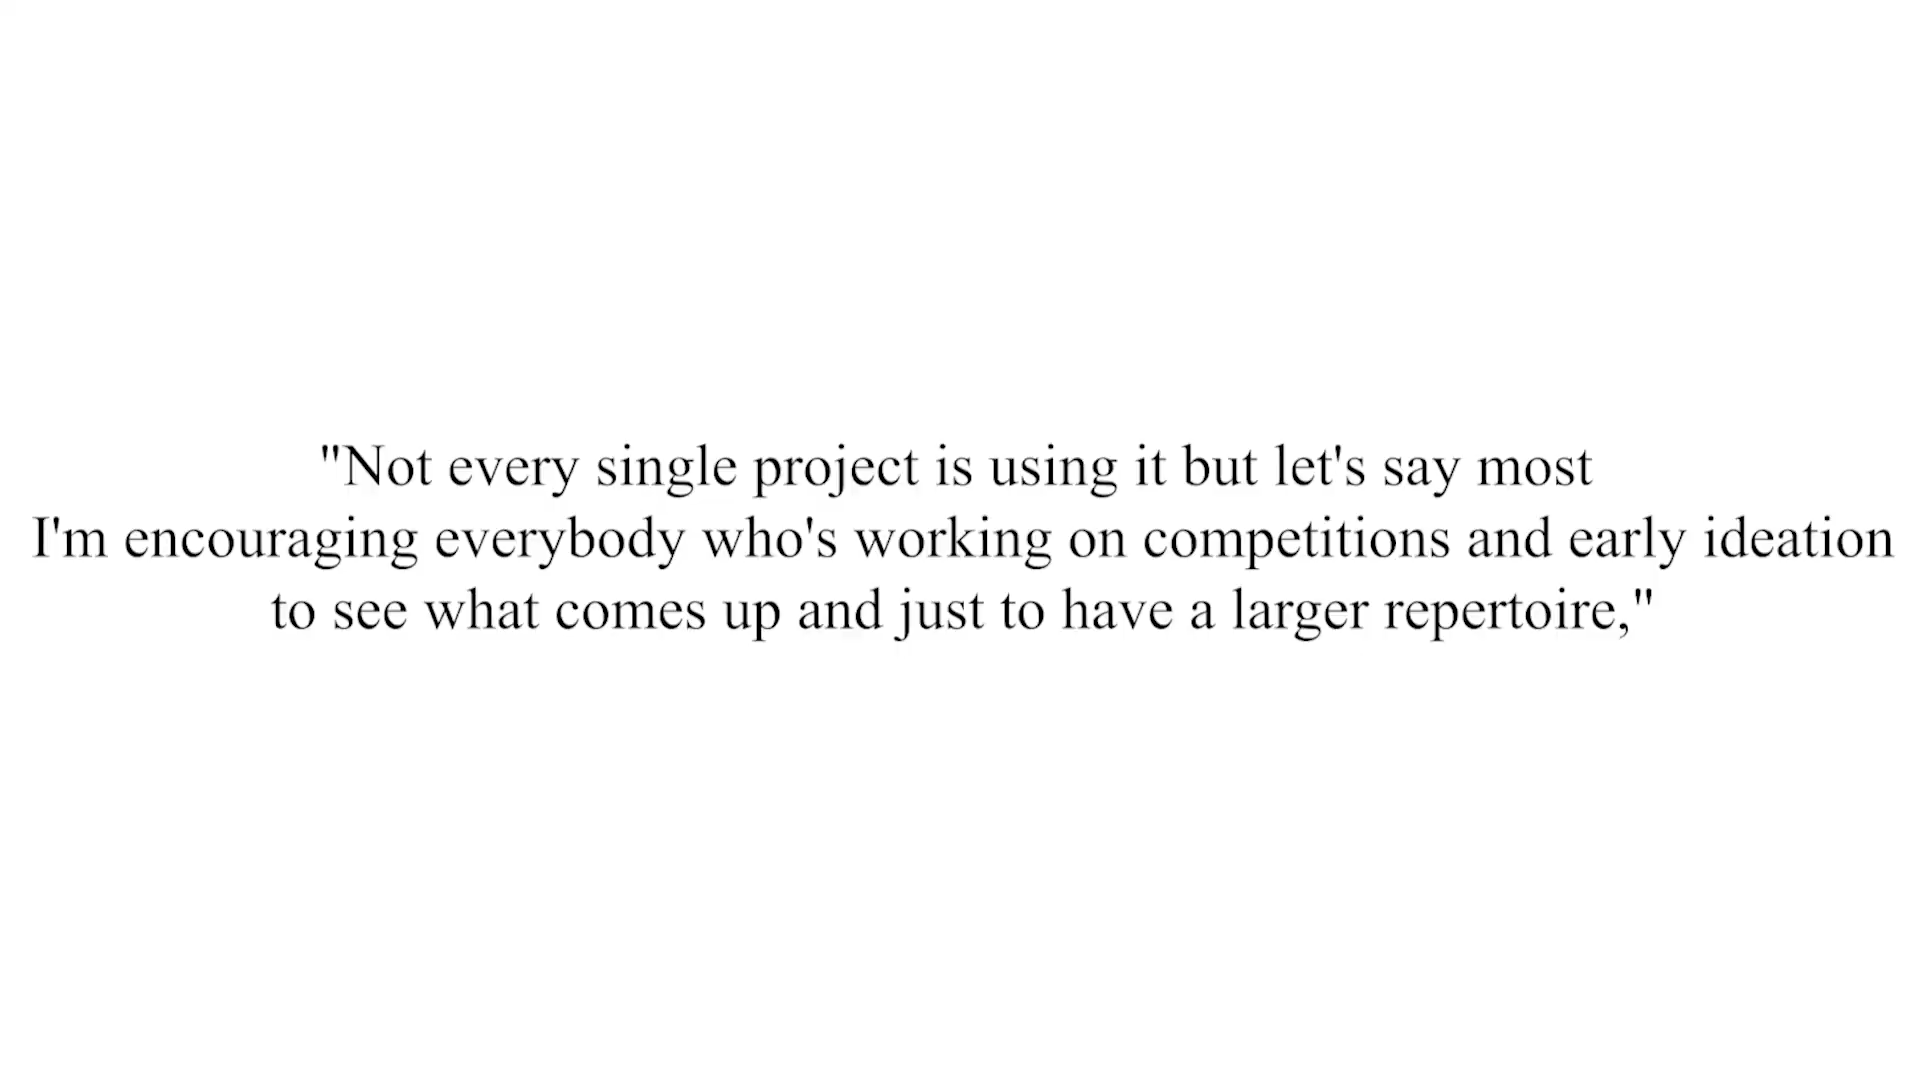 "Not every single project is using it but let's say most
I'm encouraging everybody who's working on competitions and early ideation
to see what comes up and just to have a larger repertoire,"